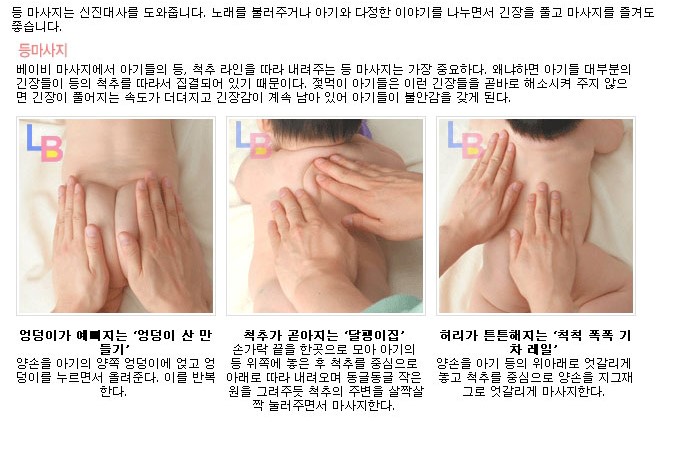 등 마사지는 신진대사를 도와줍니다. 노래를 불러주거나 아기와 다정한 이야기를 나누면서 긴장을 풀고 마사지를 즐겨도
좋습니다.
등마사지
베이비 마사지에서 아기들의 등, 척추 라인을 따라 내려주는 등 마사지는 가장 중요하다. 왜냐하면 아기들 대부분의
긴장들이 등의 척추를 따라서 집결되어 있기 때문이다. 젖먹이 아기들은 이런 긴장들을 곧바로 해소시켜 주지 않으
면 긴장이 풀어지는 속도가 더뎌지고 긴장감이 계속 남아 있어 아기들이 불안감을 갖게 된다.
LB
LB
LB
엉덩이가 예뻐지는 ‘엉덩이 산 만
들기’
양손을 아기의 양쪽 엉덩이에 얹고 엉
덩이를 누르면서 돌려준다. 이를 반복
한다.
척추가 곧아지는 ‘달팽이집’
손가락 끝을 한곳으로 모아 아기의
등 위쪽에 놓은 후 척추를 중심으로
아래로 따라 내려오며 동글동글 작은
원을 그려주듯 척추의 주변을 살짝살
짝 눌러주면서 마사지한다.
허리가 튼튼해지는 ‘척척 폭폭 기
차 레일’
양손을 아기 등의 위아래로 엇갈리게
놓고 척추를 중심으로 양손을 지그재
그로 엇갈리게 마사지한다.